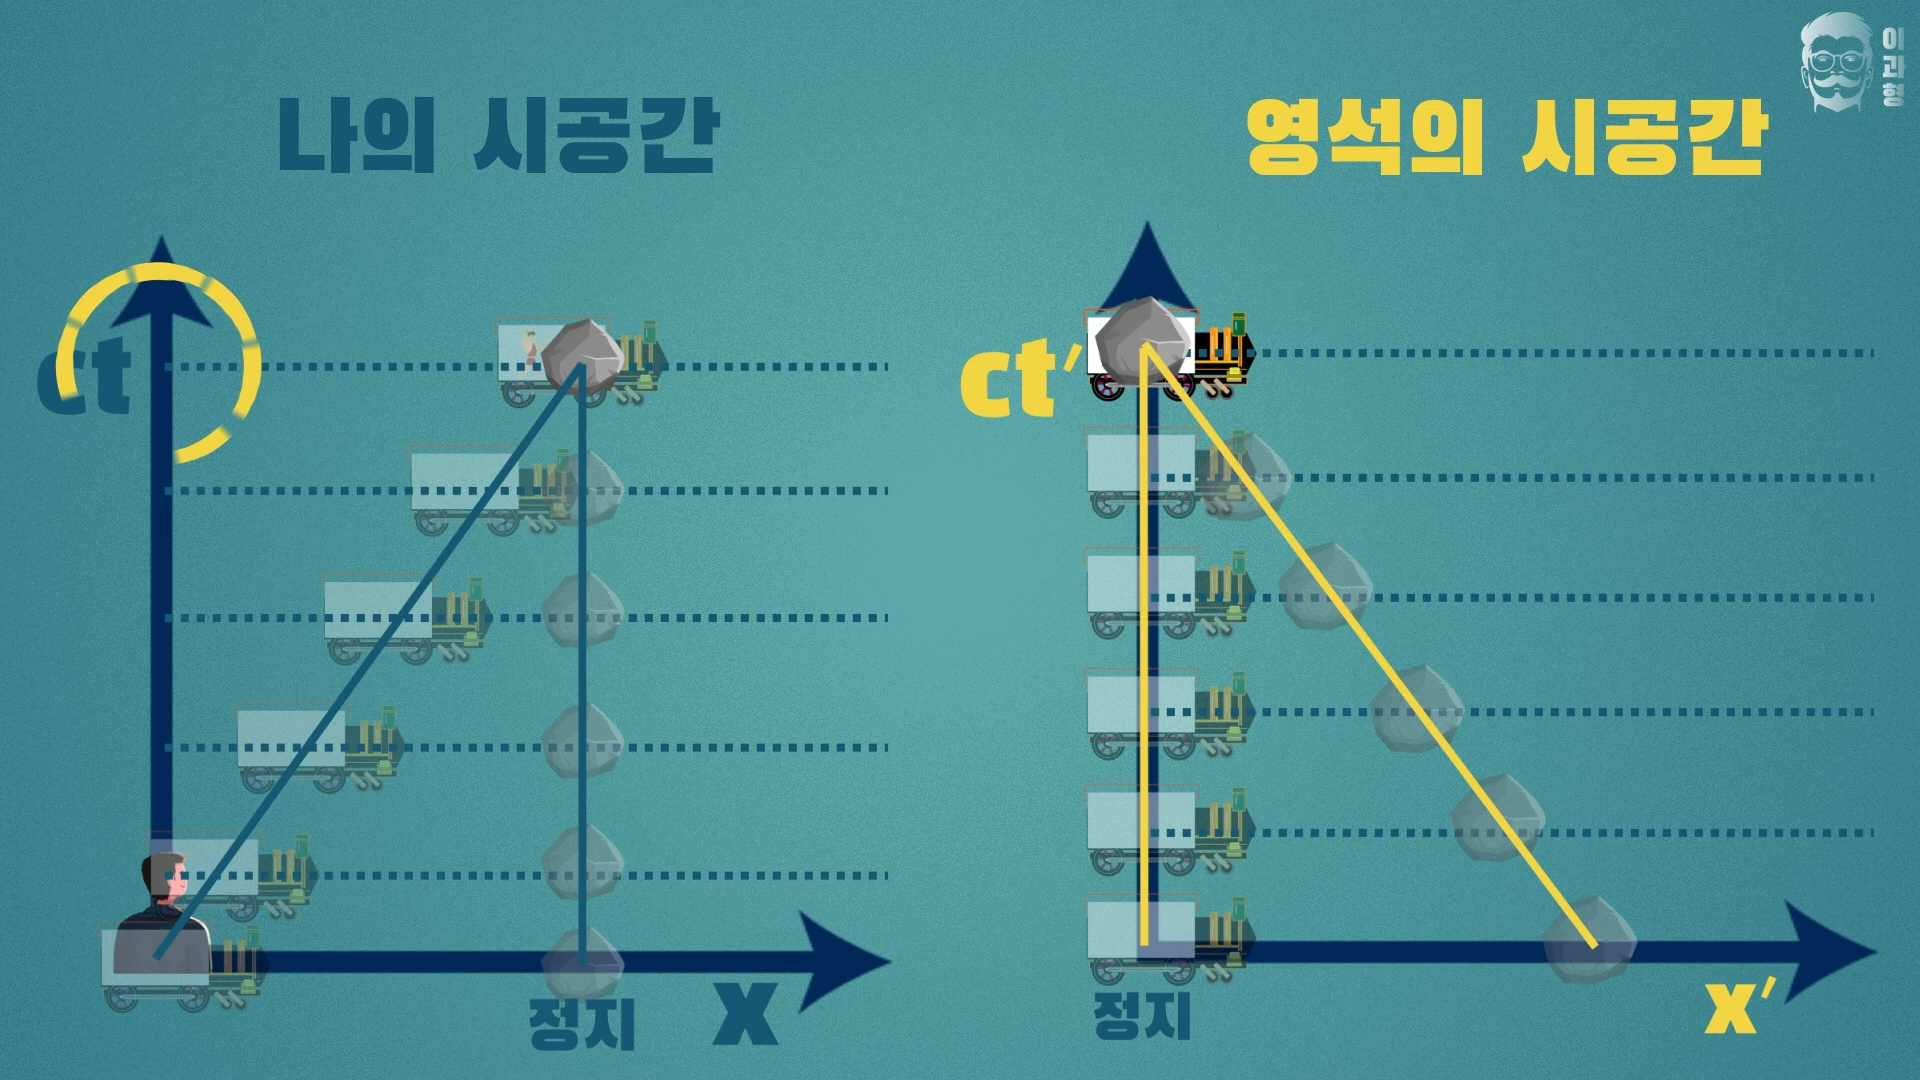 나의 시공간
영석의 시공간
이과형
ct
ct′
정지
x
정지
x′